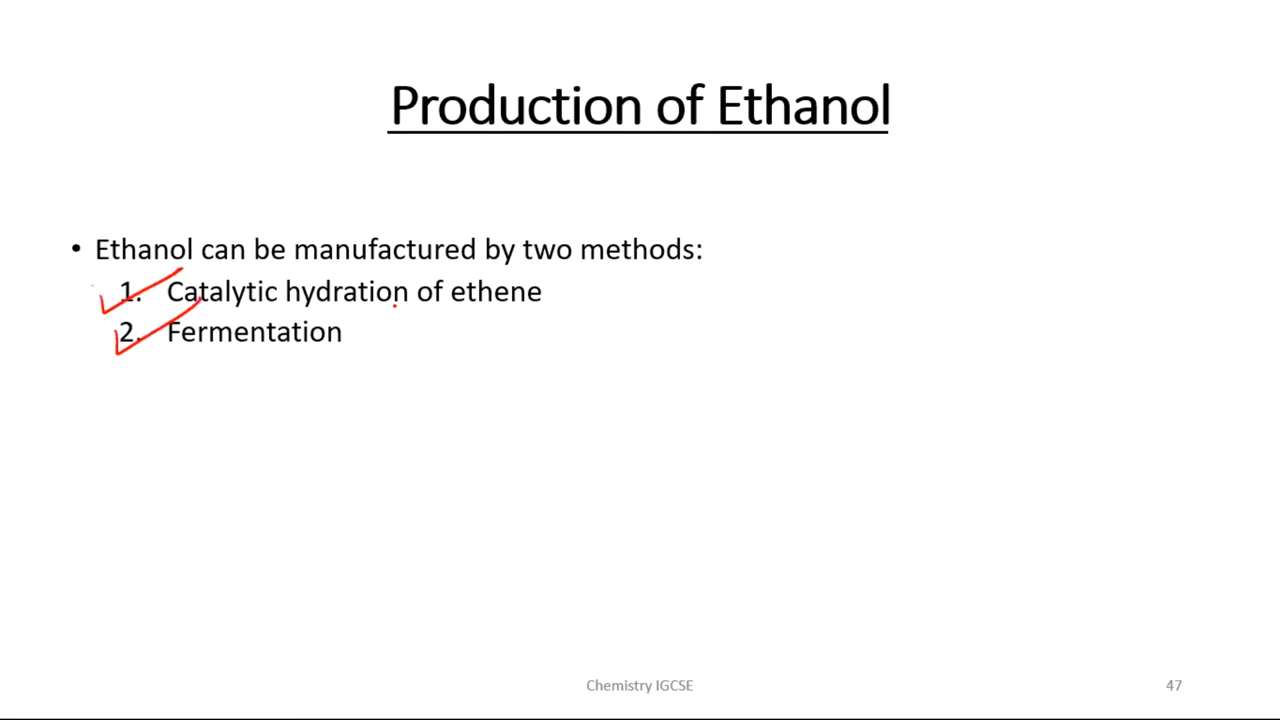 Production of Ethanol
• Ethanol can be manufactured by two methods:
1. Catalytic hydration of ethene
2. Fermentation
Chemistry IGCSE
47